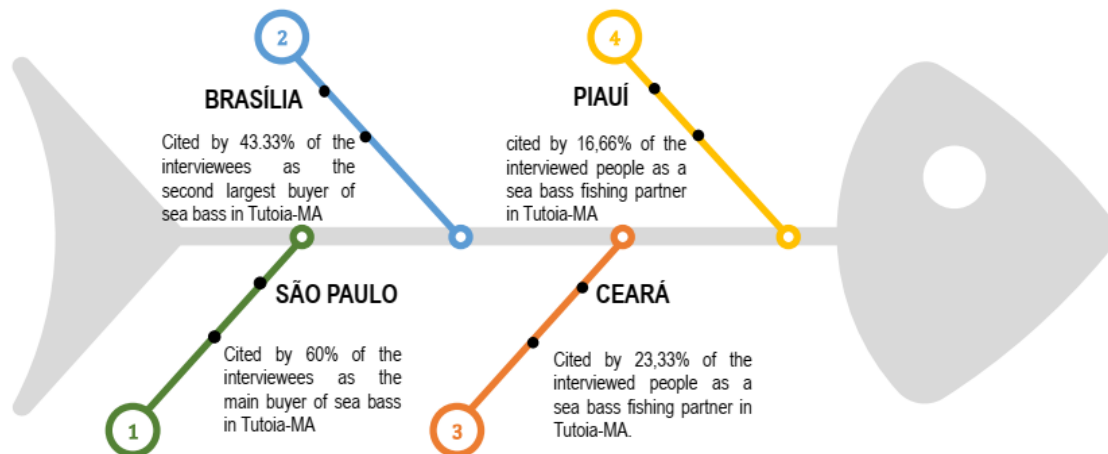 2
BRASÍLIA
Cited by 43.33% of the
interviewees as the
second largest buyer of
sea bass in Tutoia-MA
4
PIAUÍ
cited by 16,66% of the
interviewed people as a
sea bass fishing partner
in Tutoia-MA
SÃO PAULO
Cited by 60% of the
interviewees as the
main buyer of sea bass
in Tutoia-MA
1
CEARÁ
Cited by 23,33% of the
interviewed people as a
sea bass fishing partner in
Tutoia-MA.
3